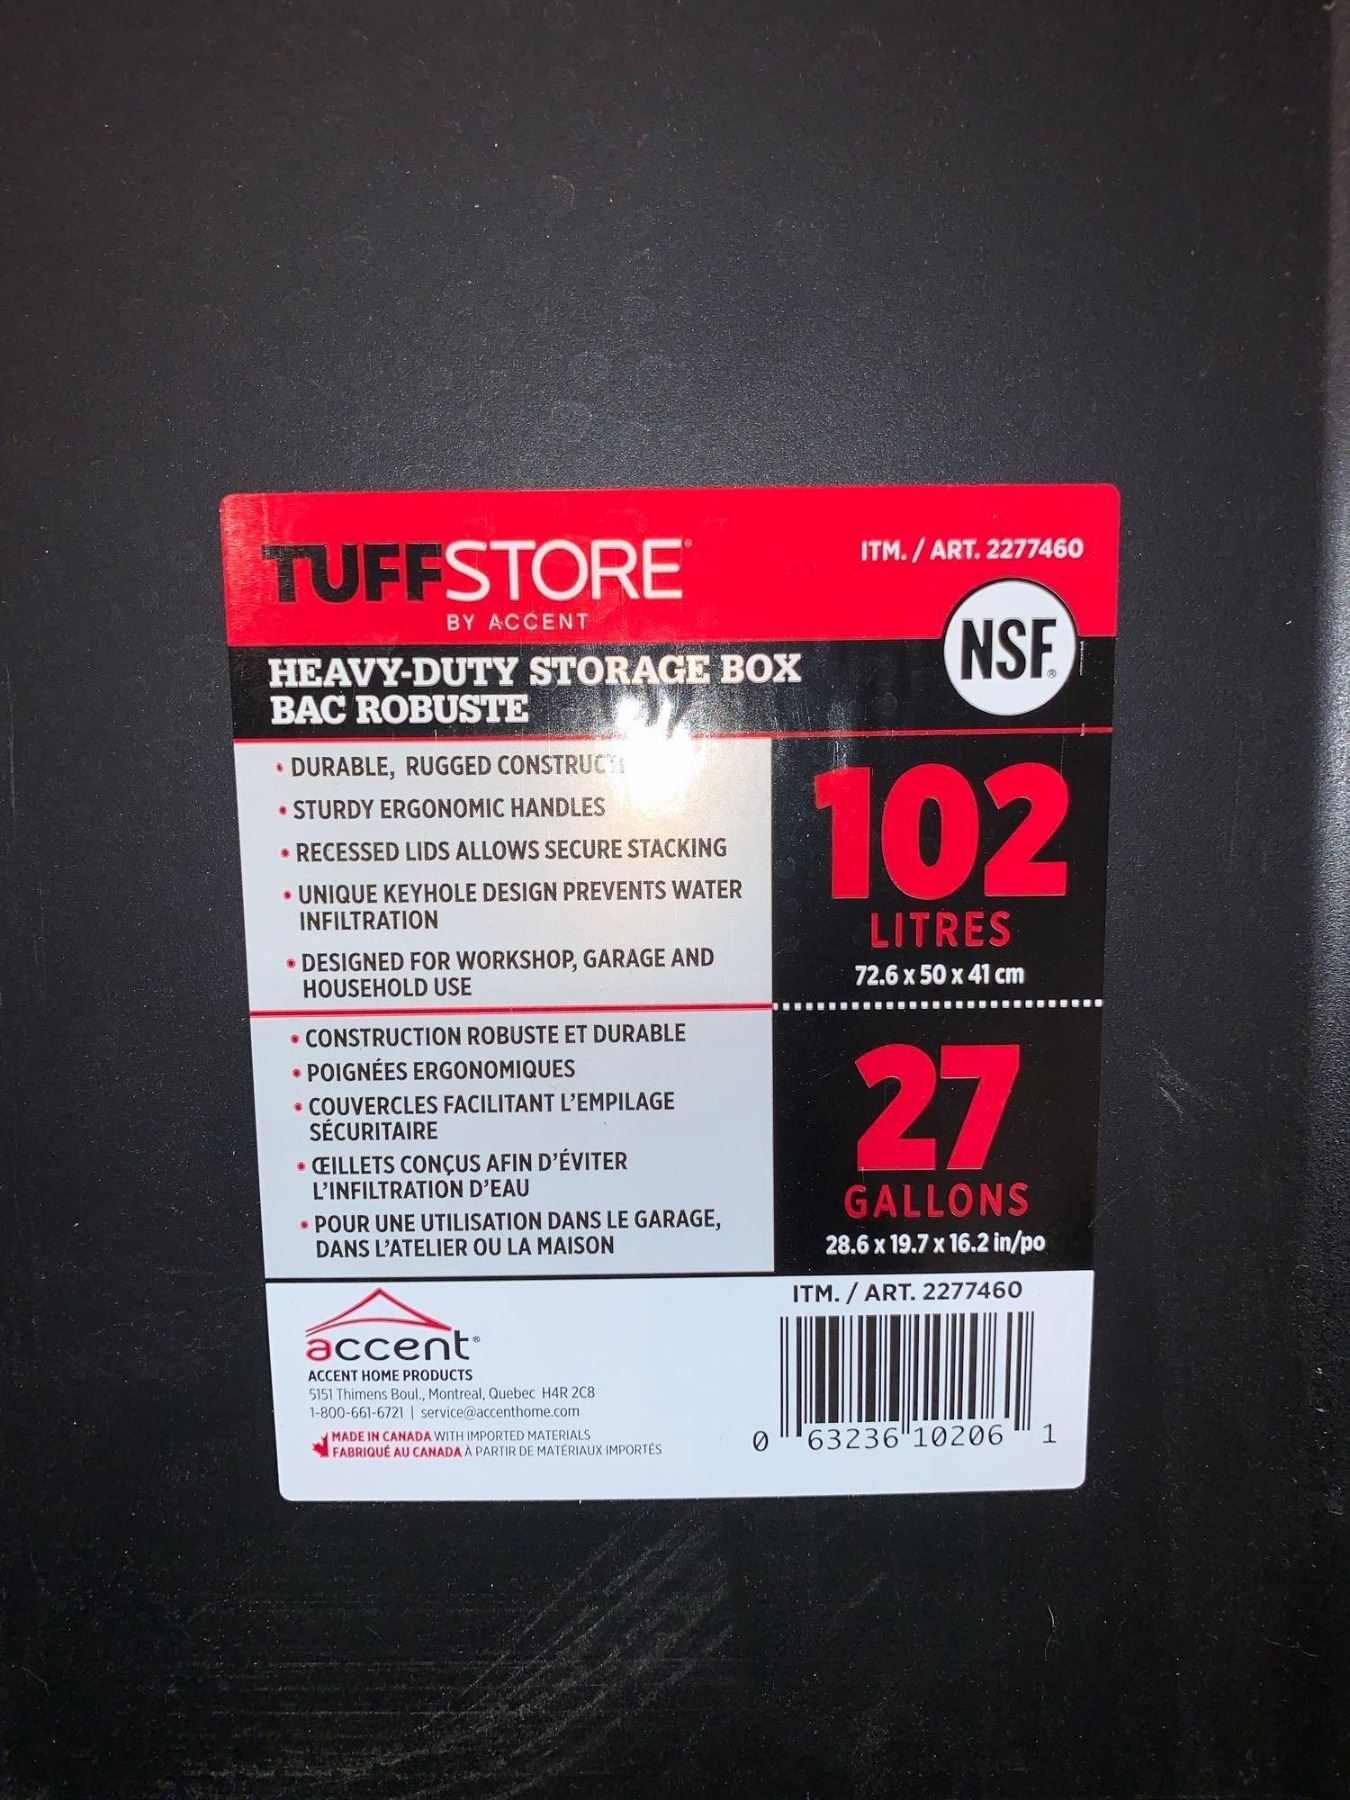 TUFFSTORE®
BY ACCENT
ITM. / ART. 2277460
NSF®
HEAVY-DUTY STORAGE BOX
BAC ROBUSTE
• DURABLE, RUGGED
• STURDY ERGONOMIC HANDLES
• RECESSED LIDS ALLOWS SECURE STACKING
• UNIQUE KEYHOLE DESIGN PREVENTS WATER
INFILTRATION
• DESIGNED FOR WORKSHOP, GARAGE AND
HOUSEHOLD USE
• CONSTRUCTION ROBUSTE ET DURABLE
• POIGNÉES ERGONOMIQUES
• COUVERCLES FACILITANT L'EMPILAGE
SÉCURITAIRE
• ŒILLETS CONÇUS AFIN D'ÉVITER
L'INFILTRATION D'EAU
• POUR UNE UTILISATION DANS LE GARAGE,
DANS L'ATELIER OU LA MAISON
102
LITRES
72.6 x 50 x 41 cm
27
GALLONS
28.6 x 19.7 x 16.2 in/po
accent®
ACCENT HOME PRODUCTS
5151 Thimens Boul., Montreal, Quebec H4R 2C8
1-800-661-6721 | service@accenthome.com
MADE IN CANADA WITH IMPORTED MATERIALS
FABRIQUÉ AU CANADA À PARTIR DE MATÉRIAUX IMPORTÉS
ITM. / ART. 2277460
0 63236 10206 1